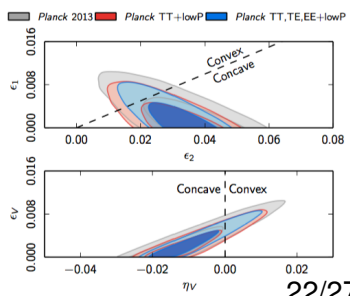 Planck 2013 Planck TT+lowP Planck TT,TE,EE+lowP
0.016
0.008
0.000
ϵ1
Convex
Concave
0.00 0.02 0.04 0.06
ϵ2
0.016
0.008
0.000
ϵV
Concave Convex
−0.04 −0.02 0.00 0.02
ηV
22/27